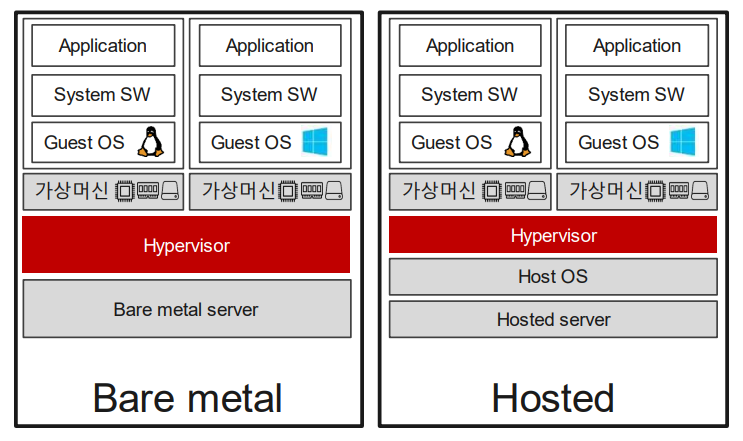 Application
System SW
Guest OS
가상머신
Application
System SW
Guest OS
가상머신
Hypervisor
Bare metal server
Bare metal
Application
System SW
Guest OS
가상머신
Application
System SW
Guest OS
가상머신
Hypervisor
Host OS
Hosted server
Hosted